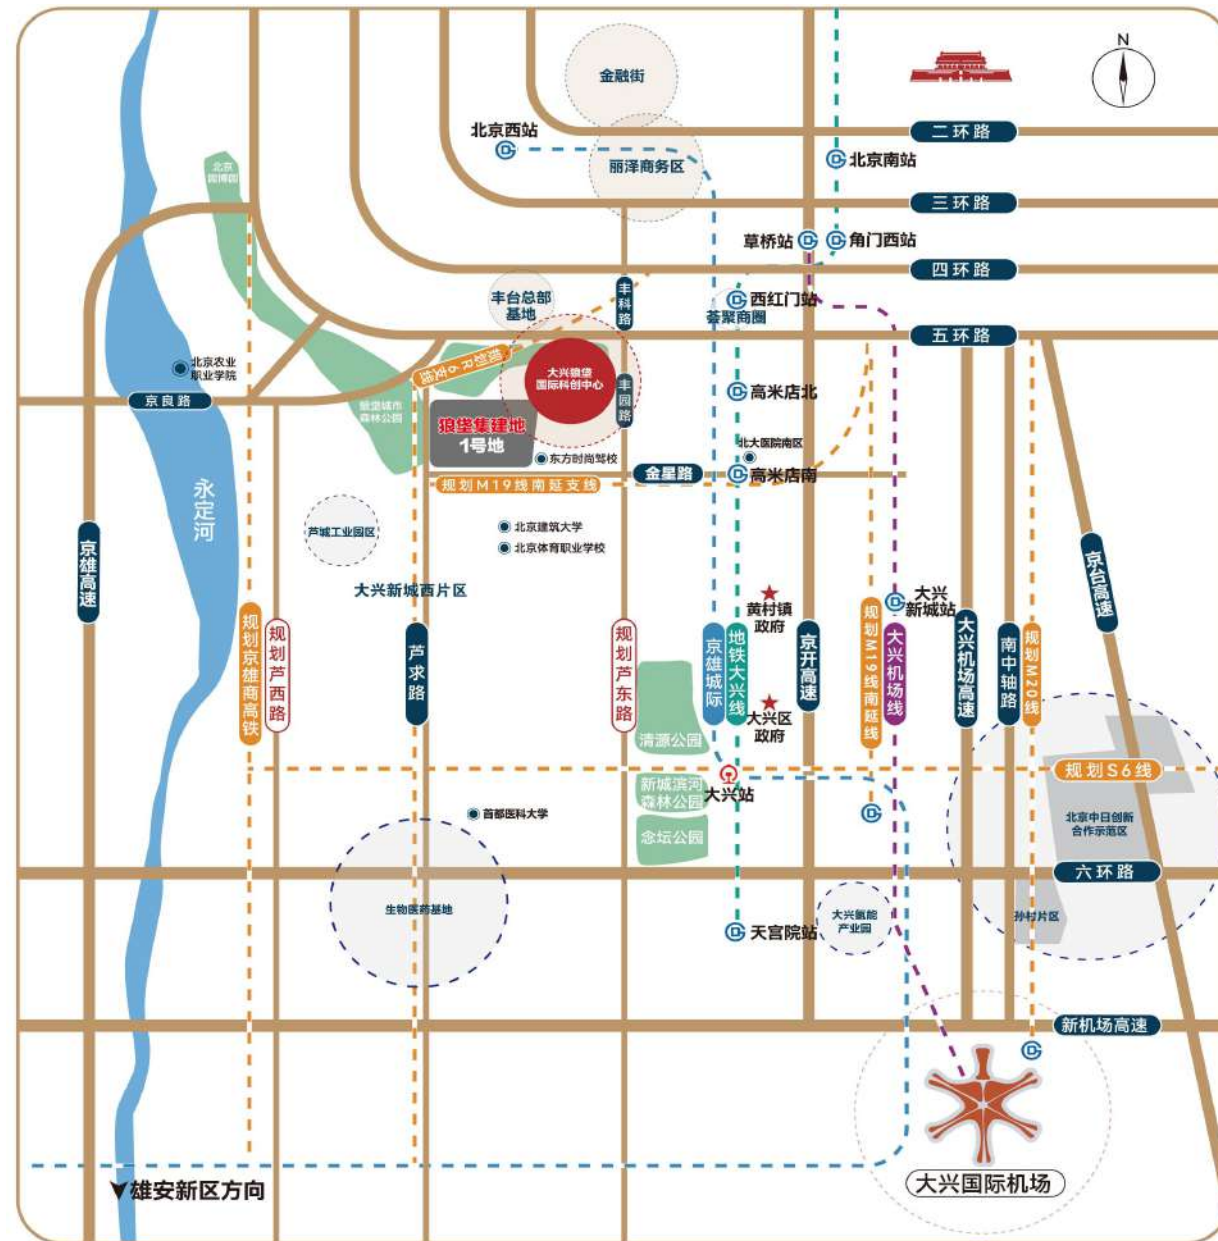 金融街
N
二环路
北京西站
北京南站
丽泽商务区
北京
园博园
三环路
草桥站
角门西站
四环路
丰台总部
基地
丰科路
西红门站
荟聚商圈
五环路
北京农业
职业学院
规划R6支线
大兴狼垡
国际科创中心
丰园路
高米店北
京良路
狼垡城市
森林公园
狼垡集建地
1号地
北大医院南区
东方时尚驾校
金星路
高米店南
规划M19线南延支线
永定河
芦城工业园区
北京建筑大学
北京体育职业学校
京雄高速
京台高速
大兴新城西片区
大兴
新城站
黄村镇
政府
规划京雄商高铁
规划芦西路
芦求路
规划芦东路
京雄城际
地铁大兴线
京开高速
规划M19线南延线
大兴机场线
大兴机场高速
南中轴路
规划M20线
大兴区
政府
清源公园
规划S6线
新城滨河
森林公园
大兴站
首都医科大学
北京中日创新
合作示范区
念坛公园
六环路
生物医药基地
大兴氢能
产业园
孙村片区
天宫院站
新机场高速
大兴国际机场
雄安新区方向